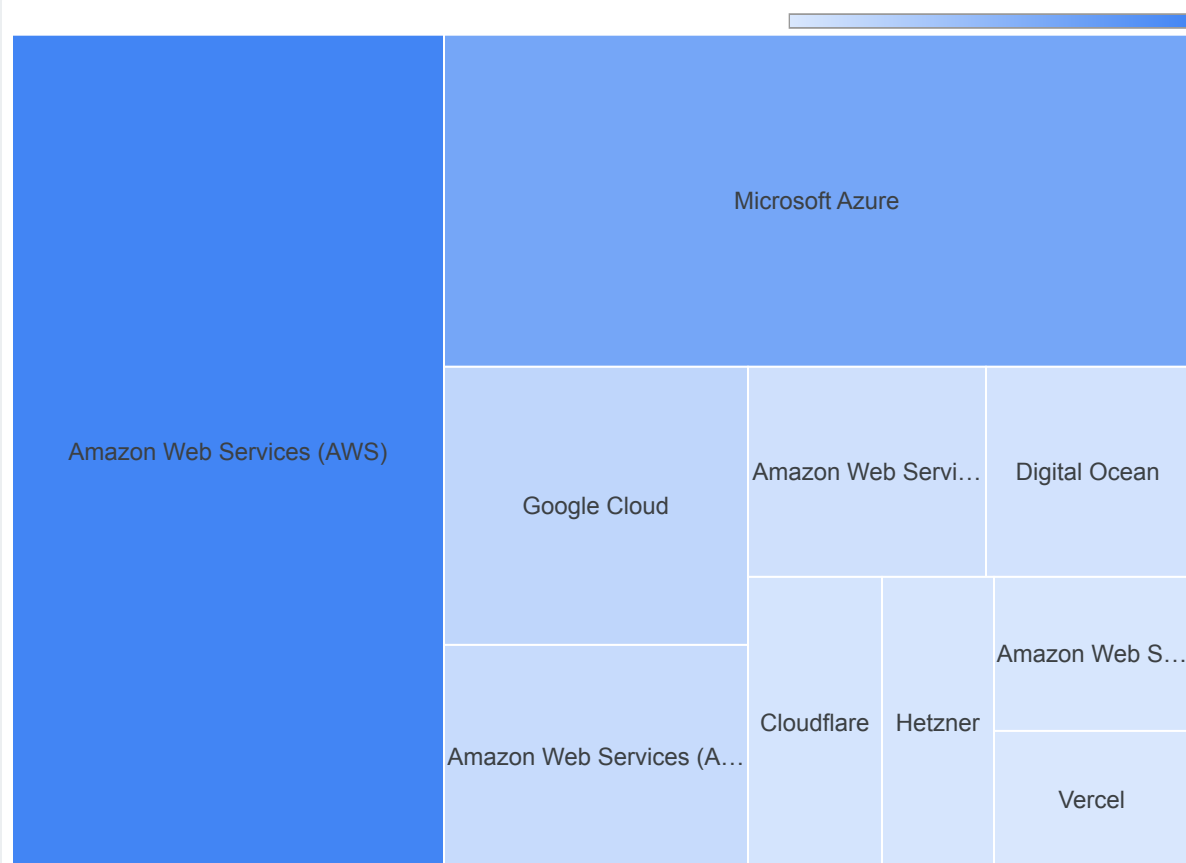 Amazon Web Services (AWS)
Microsoft Azure
Google Cloud
Amazon Web Servi…
Digital Ocean
Amazon Web Services (A…
Cloudflare
Hetzner
Amazon Web S…
Vercel